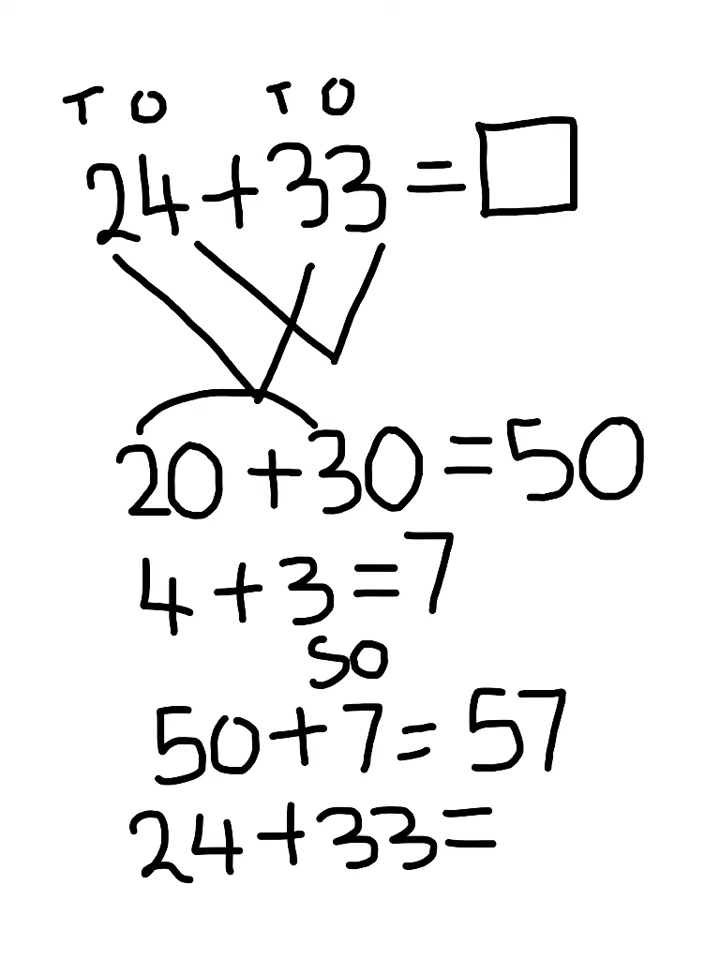 T O T O
24+33=
20+30=50
4+3=7
so
50+7=57
24+33=